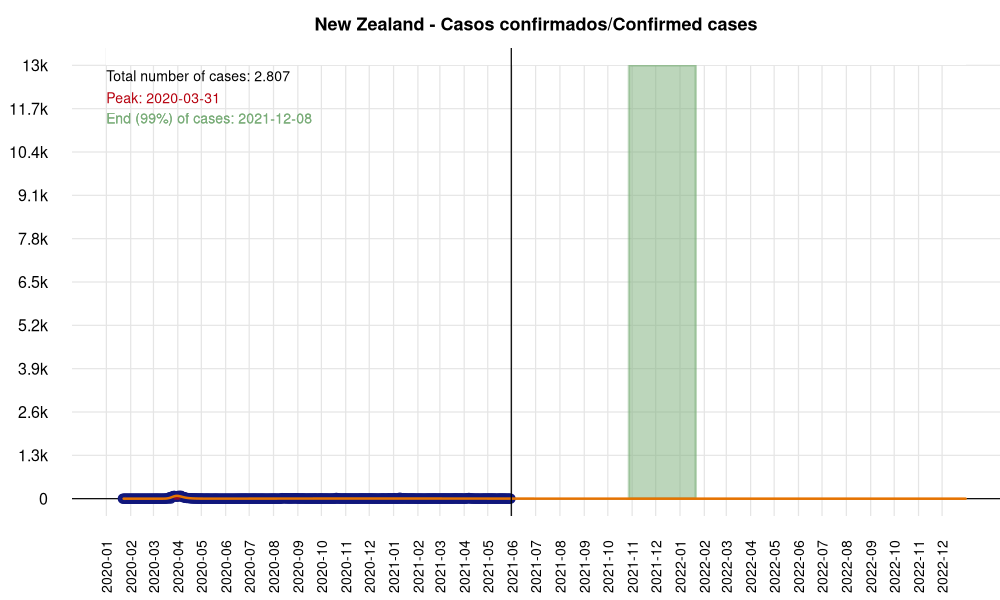 New Zealand - Casos confirmados/Confirmed cases
Total number of cases: 2.807
Peak: 2020-03-31
End (99%) of cases: 2021-12-08
13k
11.7k
10.4k
9.1k
7.8k
6.5k
5.2k
3.9k
2.6k
1.3k
0
2020-01
2020-02
2020-03
2020-04
2020-05
2020-06
2020-07
2020-08
2020-09
2020-10
2020-11
2020-12
2021-01
2021-02
2021-03
2021-04
2021-05
2021-06
2021-07
2021-08
2021-09
2021-10
2021-11
2021-12
2022-01
2022-02
2022-03
2022-04
2022-05
2022-06
2022-07
2022-08
2022-09
2022-10
2022-11
2022-12